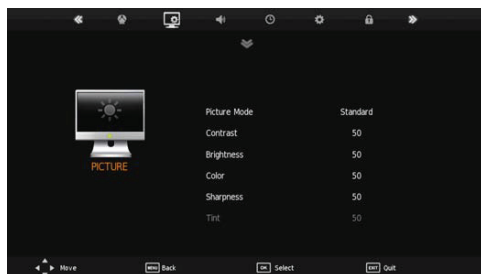 Picture Mode Standard
Contrast 50
Brightness 50
Color 50
Sharpness 50
Tint 50
PICTURE
Move MENU Back OK Select EXIT Quit